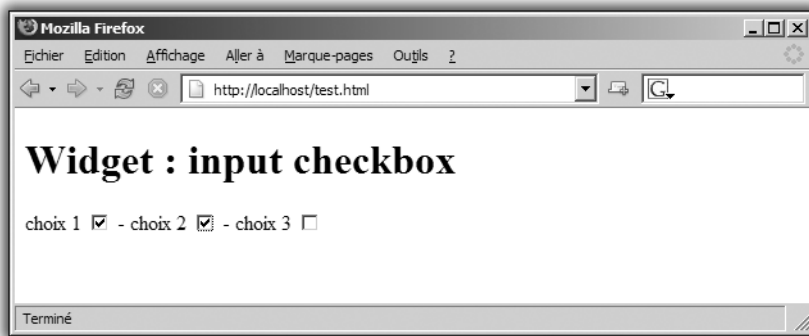 Mozilla Firefox
Fichier Edition Affichage Aller à Marque-pages Outils ?
http://localhost/test.html G
Widget : input checkbox
choix 1 - choix 2 - choix 3
Terminé